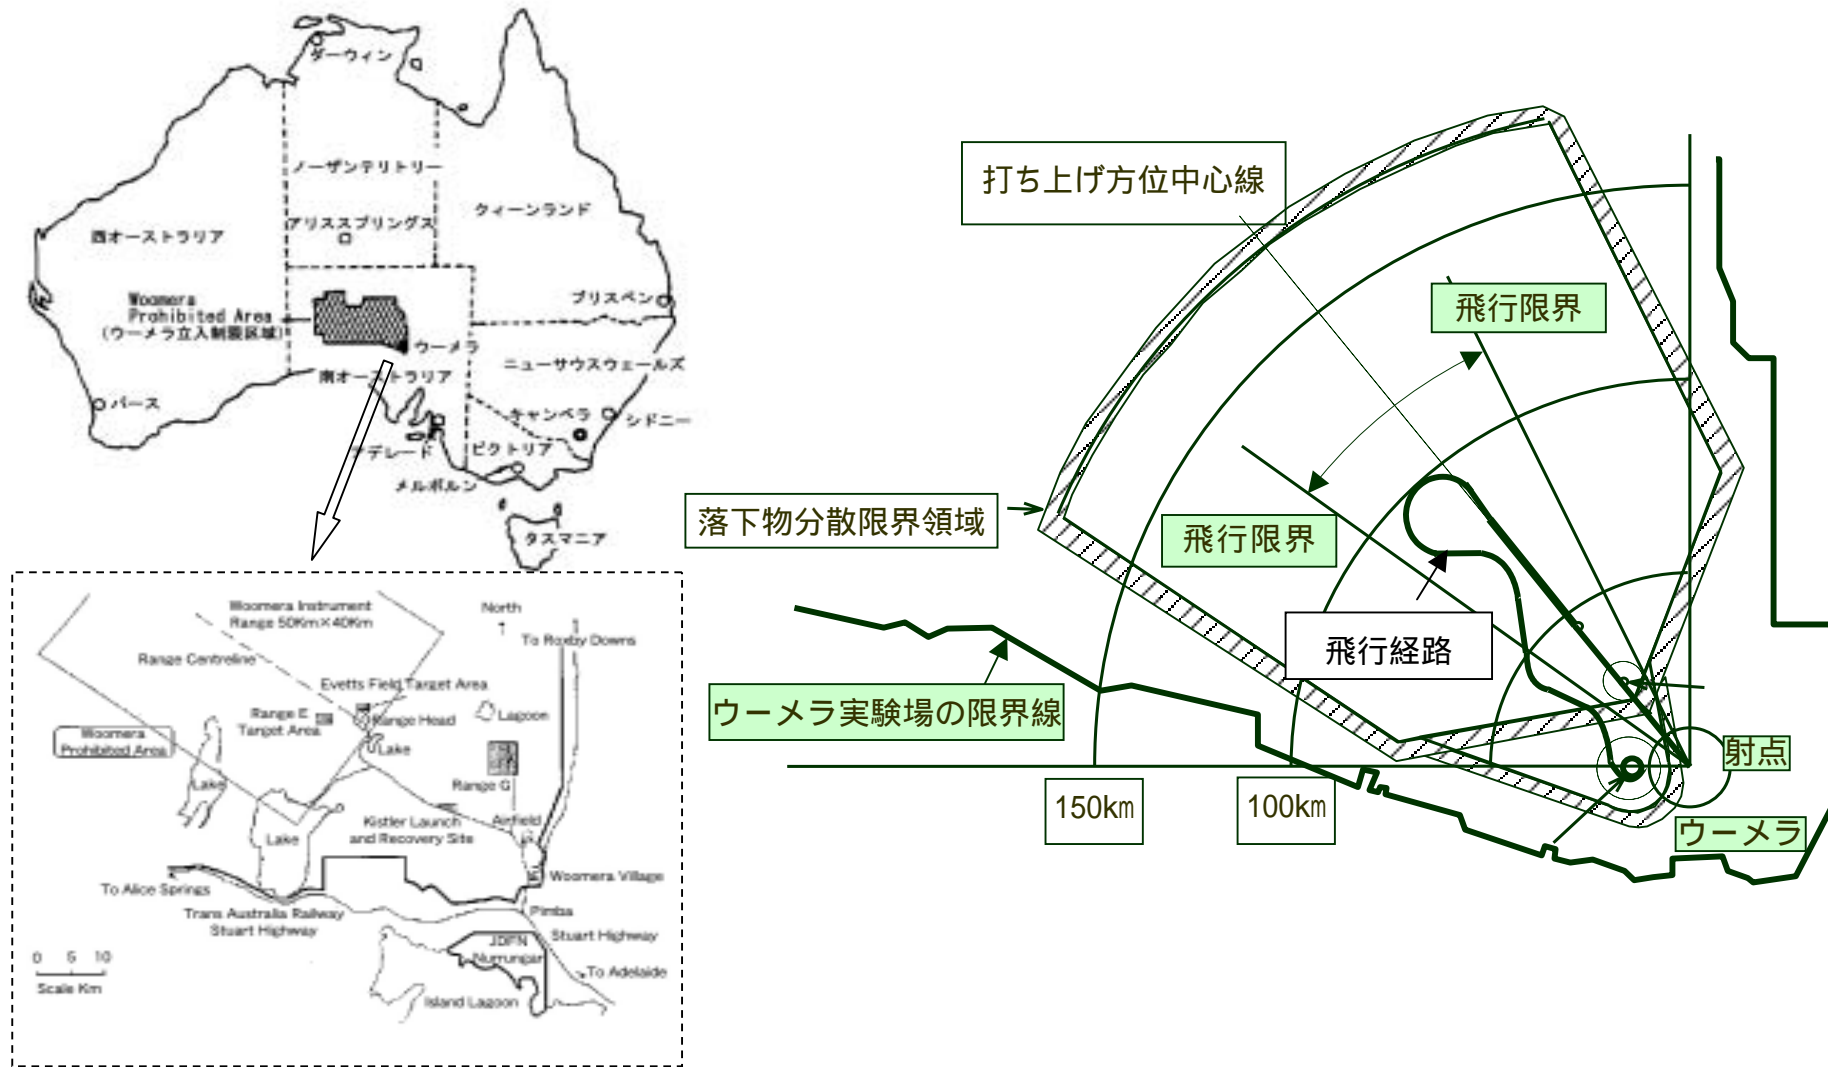 ダーウィン
ノーザンテリトリー
アリススプリングス
クィーンランド
西オーストラリア
Woomera
Prohibited Area
(ウーメラ立入制限区域)
ブリスベン
ウーメラ
南オーストラリア
ニューサウスウェールズ
パース
キャンベラ
シドニー
アデレード
ビクトリア
メルボルン
タスマニア
Woomera Instrument
Range 50Km×40Km
North
To Roxby Downs
Range Centreline
Evetts Field Target Area
Range E
Target Area
Range Head
Lagoon
Woomera
Prohibited Area
Lake
Lake
Range G
Kistler Launch
and Recovery Site
Airfield
Lake
Woomera Village
To Alice Springs
Pimba
Trans Australia Railway
Stuart Highway
Stuart Highway
JDFN
Nurrungar
To Adelaide
Island Lagoon
0 5 10
Scale Km
打ち上げ方位中心線
飛行限界
落下物分散限界領域
飛行限界
飛行経路
ウーメラ実験場の限界線
射点
150km
100km
ウーメラ